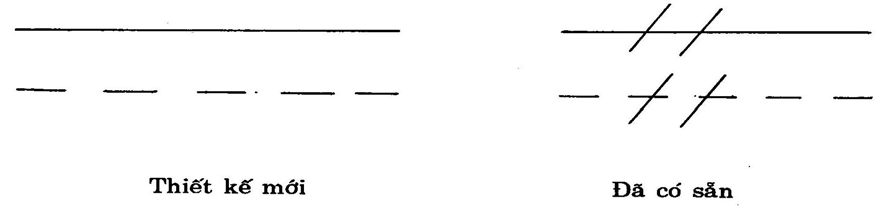 Thiết kế mới
Đã có sẵn